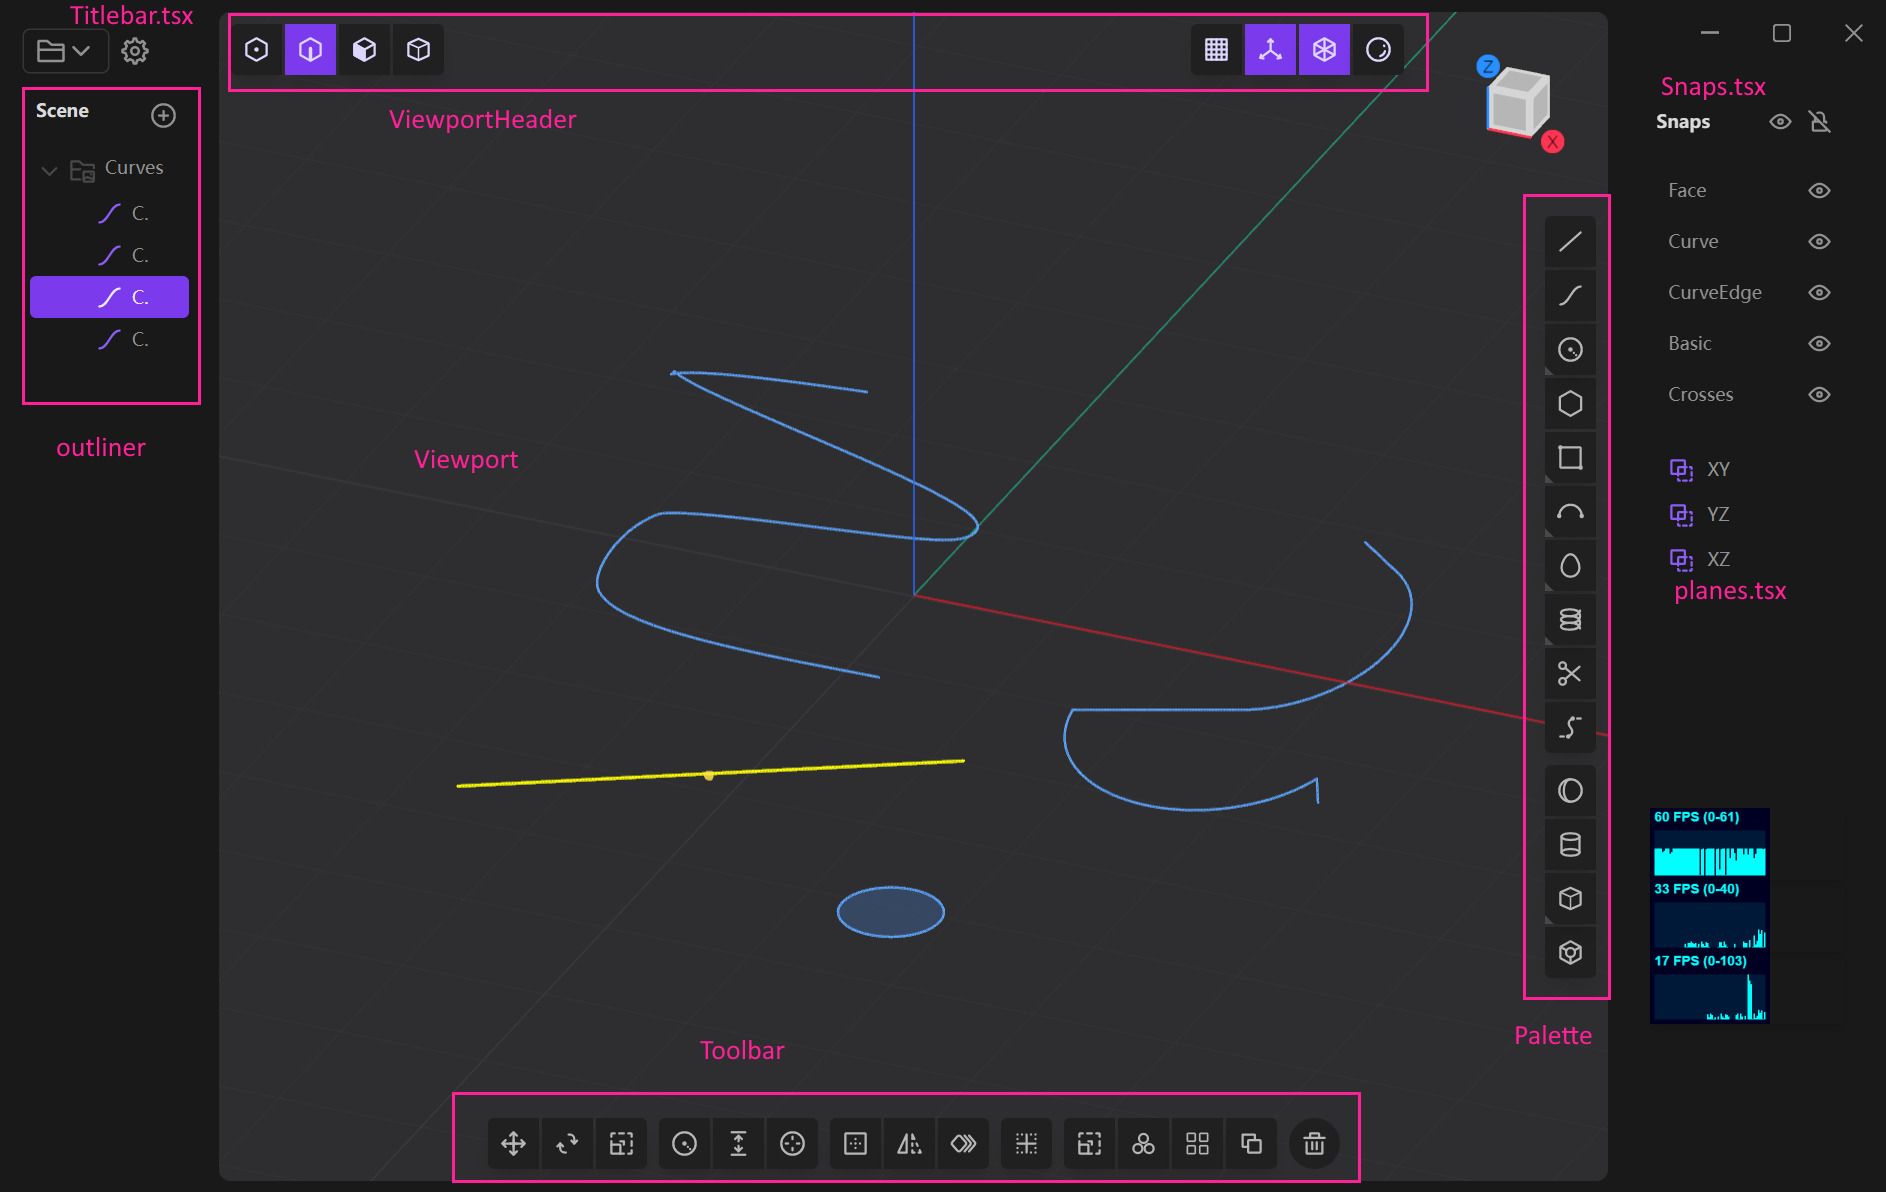 Titlebar.tsx
Scene
Curves
C.
C.
C.
C.
outliner
ViewportHeader
Viewport
Z
X
Toolbar
Palette
Snaps.tsx
Snaps
Face
Curve
CurveEdge
Basic
Crosses
XY
YZ
XZ
planes.tsx
60 FPS (0-61)
33 FPS (0-40)
17 FPS (0-103)